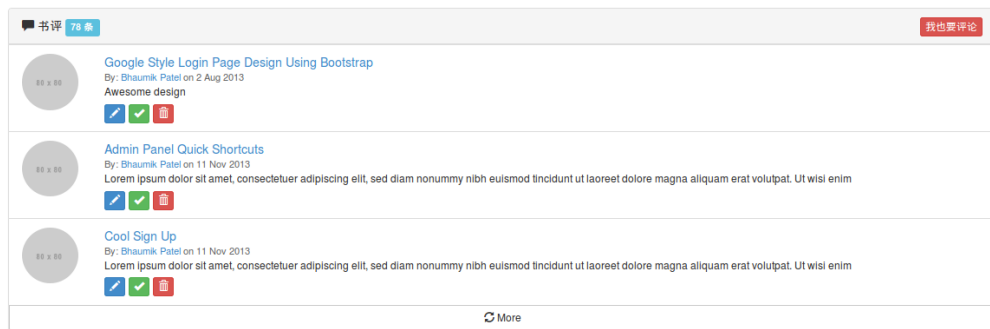 书评 78 条 我也要评论
80 x 80
Google Style Login Page Design Using Bootstrap
By: Bhaumik Patel on 2 Aug 2013
Awesome design
80 x 80
Admin Panel Quick Shortcuts
By: Bhaumik Patel on 11 Nov 2013
Lorem ipsum dolor sit amet, consectetuer adipiscing elit, sed diam nonummy nibh euismod tincidunt ut laoreet dolore magna aliquam erat volutpat. Ut wisi enim
80 x 80
Cool Sign Up
By: Bhaumik Patel on 11 Nov 2013
Lorem ipsum dolor sit amet, consectetuer adipiscing elit, sed diam nonummy nibh euismod tincidunt ut laoreet dolore magna aliquam erat volutpat. Ut wisi enim
More